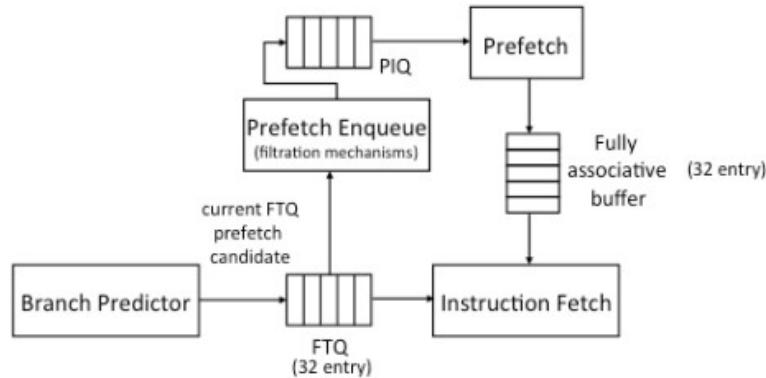 PIQ
Prefetch
Prefetch Enqueue
(filtration mechanisms)
Fully
associative
buffer
(32 entry)
current FTQ
prefetch
candidate
Branch Predictor
Instruction Fetch
FTQ
(32 entry)